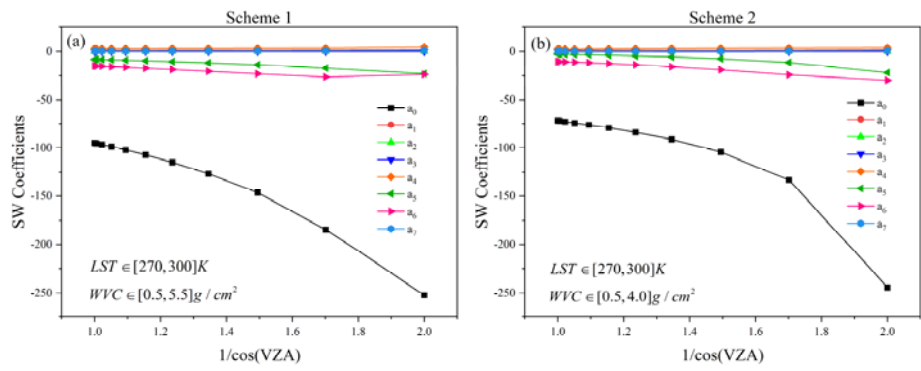 Scheme 1
(a)
0
-50
-100
-150
-200
-250
SW Coefficients
a₀
a₁
a₂
a₃
a₄
a₅
a₆
a₇
LST ∈ [270, 300] K
WVC ∈ [0.5, 5.5] g / cm²
1.0 1.2 1.4 1.6 1.8 2.0
1/cos(VZA)
Scheme 2
(b)
0
-25
-50
-100
-150
-200
-250
SW Coefficients
a₀
a₁
a₂
a₃
a₄
a₅
a₆
a₇
LST ∈ [270, 300] K
WVC ∈ [0.5, 4.0] g / cm²
1.0 1.2 1.4 1.6 1.8 2.0
1/cos(VZA)